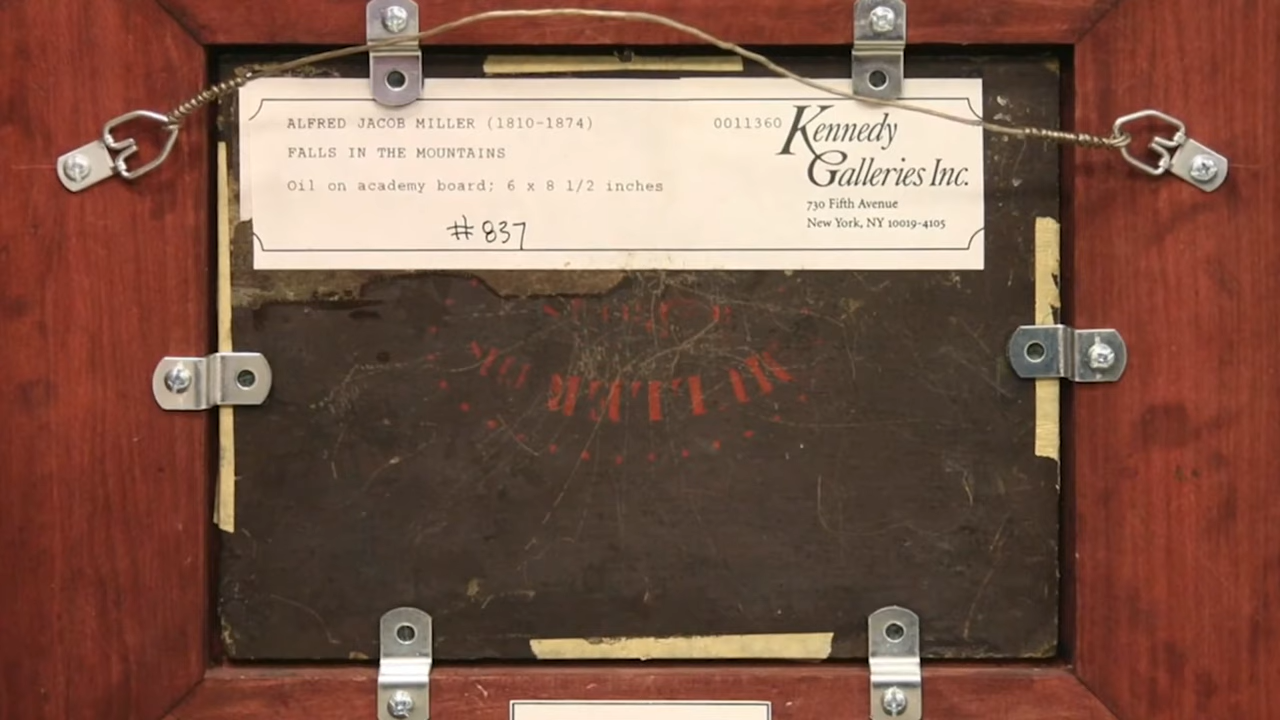 ALFRED JACOB MILLER (1810-1874)
0011360
FALLS IN THE MOUNTAINS
Oil on academy board; 6 x 8 1/2 inches
#837
Kennedy
Galleries Inc.
730 Fifth Avenue
New York, NY 10019-4105